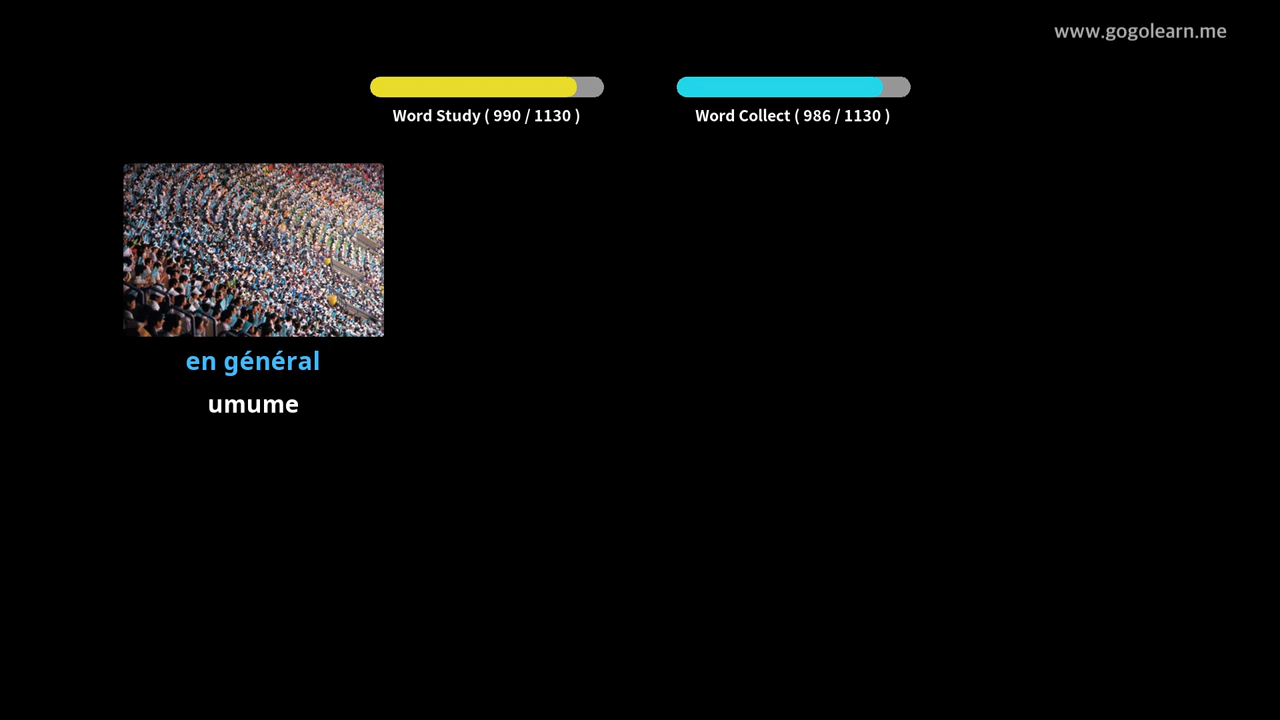 www.gogolearn.me
Word Study ( 990 / 1130 )
Word Collect ( 986 / 1130 )
en général
umume